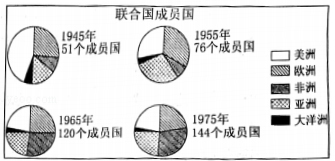 联合国成员国
1945年
51个成员国
1955年
76个成员国
1965年
120个成员国
1975年
144个成员国
美洲
欧洲
非洲
亚洲
大洋洲